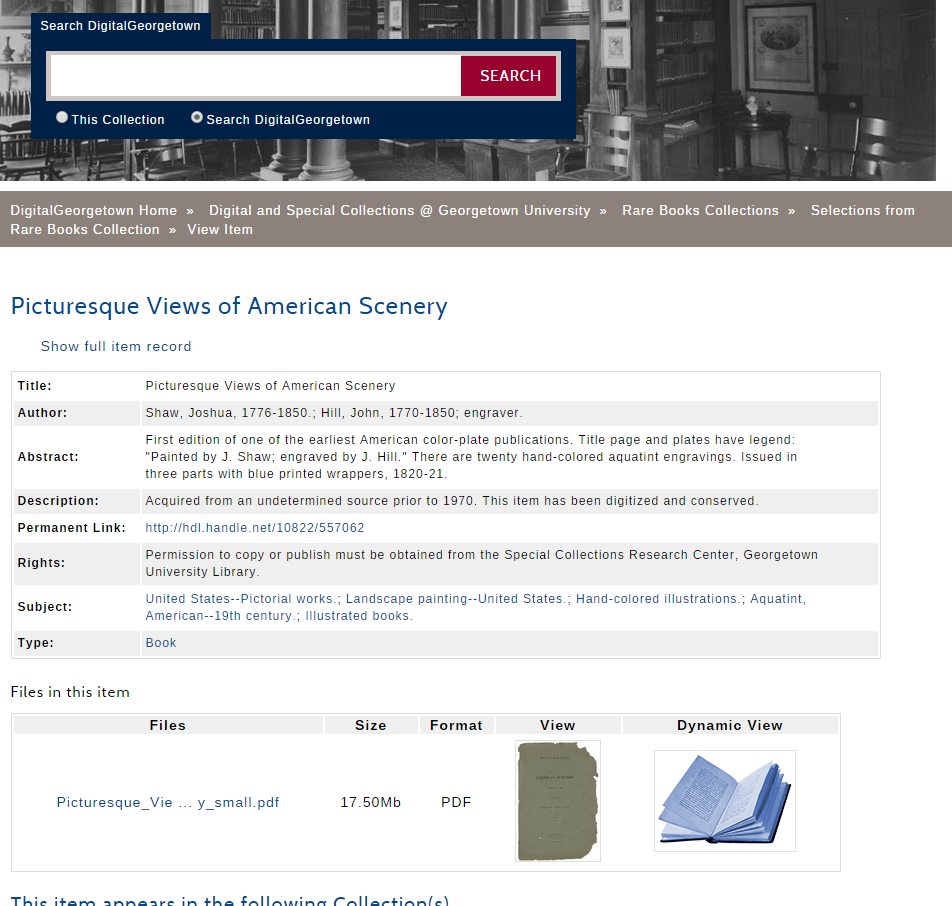 Search DigitalGeorgetown
SEARCH
This Collection Search DigitalGeorgetown
DigitalGeorgetown Home » Digital and Special Collections @ Georgetown University » Rare Books Collections » Selections from
Rare Books Collection » View Item
Picturesque Views of American Scenery
Show full item record
Title: Picturesque Views of American Scenery
Author: Shaw, Joshua, 1776-1850.; Hill, John, 1770-1850; engraver.
Abstract: First edition of one of the earliest American color-plate publications. Title page and plates have legend:
"Painted by J. Shaw; engraved by J. Hill." There are twenty hand-colored aquatint engravings. Issued in
three parts with blue printed wrappers, 1820-21.
Description: Acquired from an undetermined source prior to 1970. This item has been digitized and conserved.
Permanent Link: http://hdl.handle.net/10822/557062
Rights: Permission to copy or publish must be obtained from the Special Collections Research Center, Georgetown
University Library.
Subject: United States--Pictorial works.; Landscape painting--United States.; Hand-colored illustrations.; Aquatint,
American--19th century.; Illustrated books.
Type: Book
Files in this item
Files Size Format View Dynamic View
Picturesque_Vie ... y_small.pdf 17.50Mb PDF
This item appears in the following Collection(s)